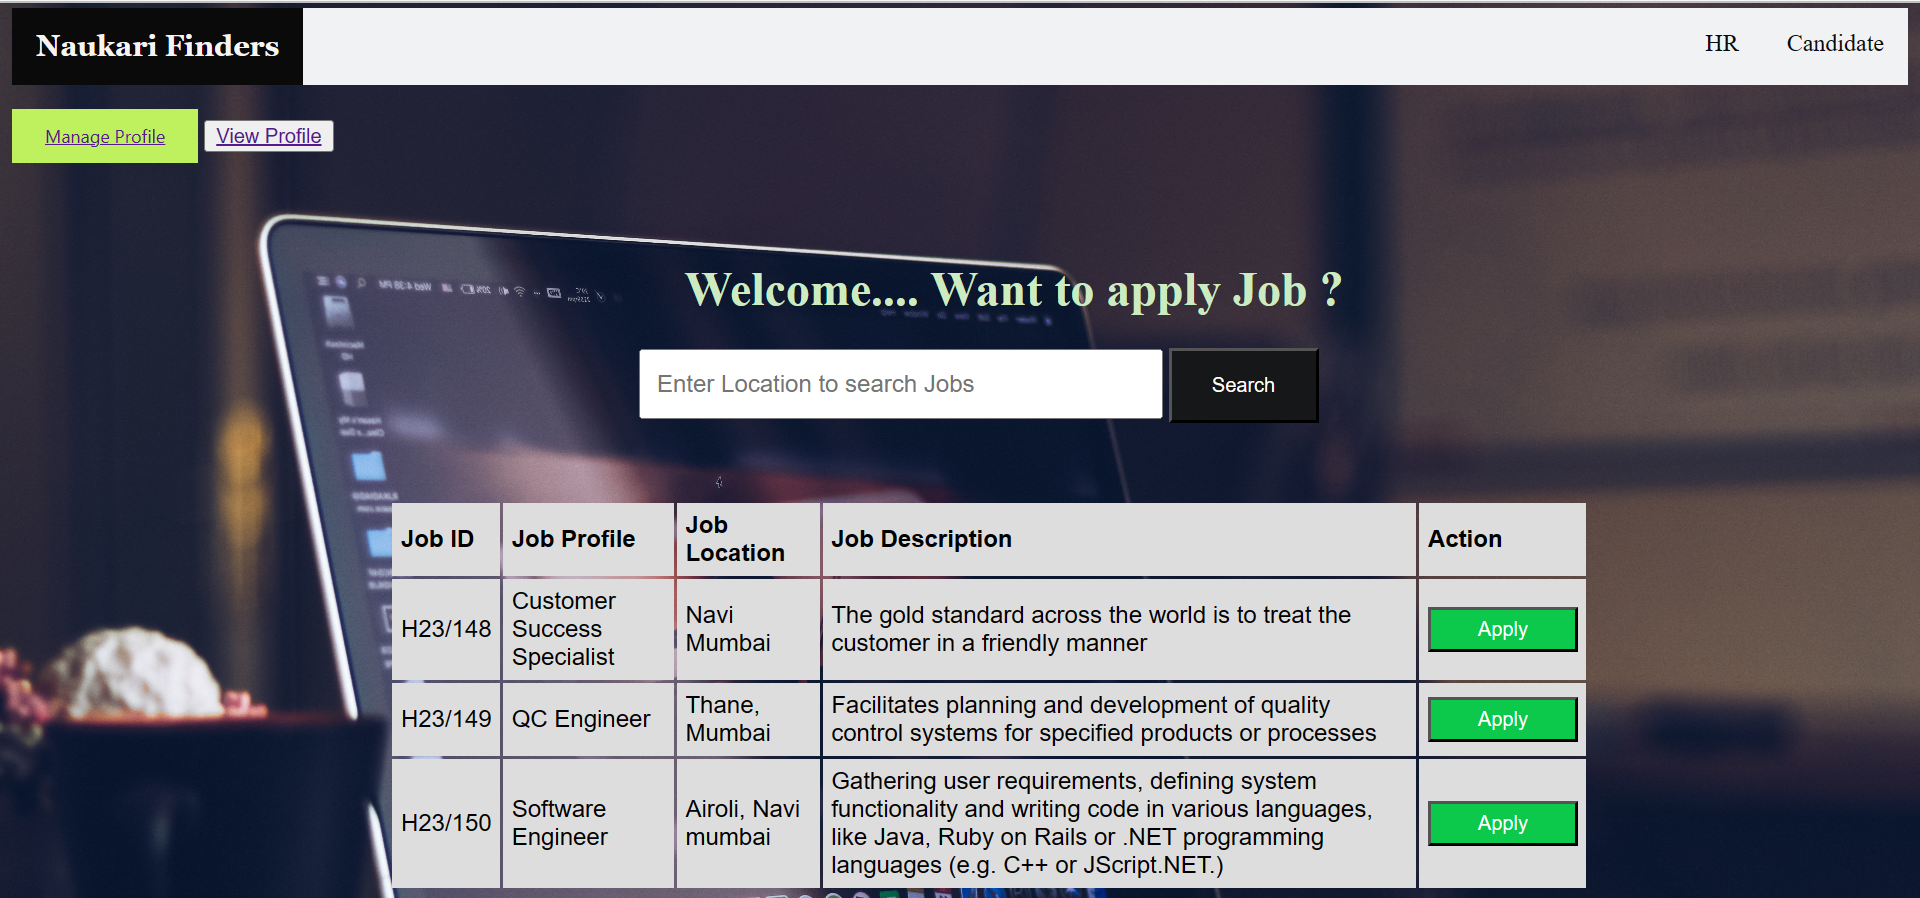 Naukari Finders
HR
Candidate
Manage Profile
View Profile
Welcome.... Want to apply Job ?
Enter Location to search Jobs
Search
Job ID
Job Profile
Job
Location
Job Description
Action
H23/148
Customer
Success
Specialist
Navi
Mumbai
The gold standard across the world is to treat the
customer in a friendly manner
Apply
H23/149
QC Engineer
Thane,
Mumbai
Facilitates planning and development of quality
control systems for specified products or processes
Apply
H23/150
Software
Engineer
Airoli, Navi
mumbai
Gathering user requirements, defining system
functionality and writing code in various languages,
like Java, Ruby on Rails or .NET programming
languages (e.g. C++ or JScript.NET.)
Apply